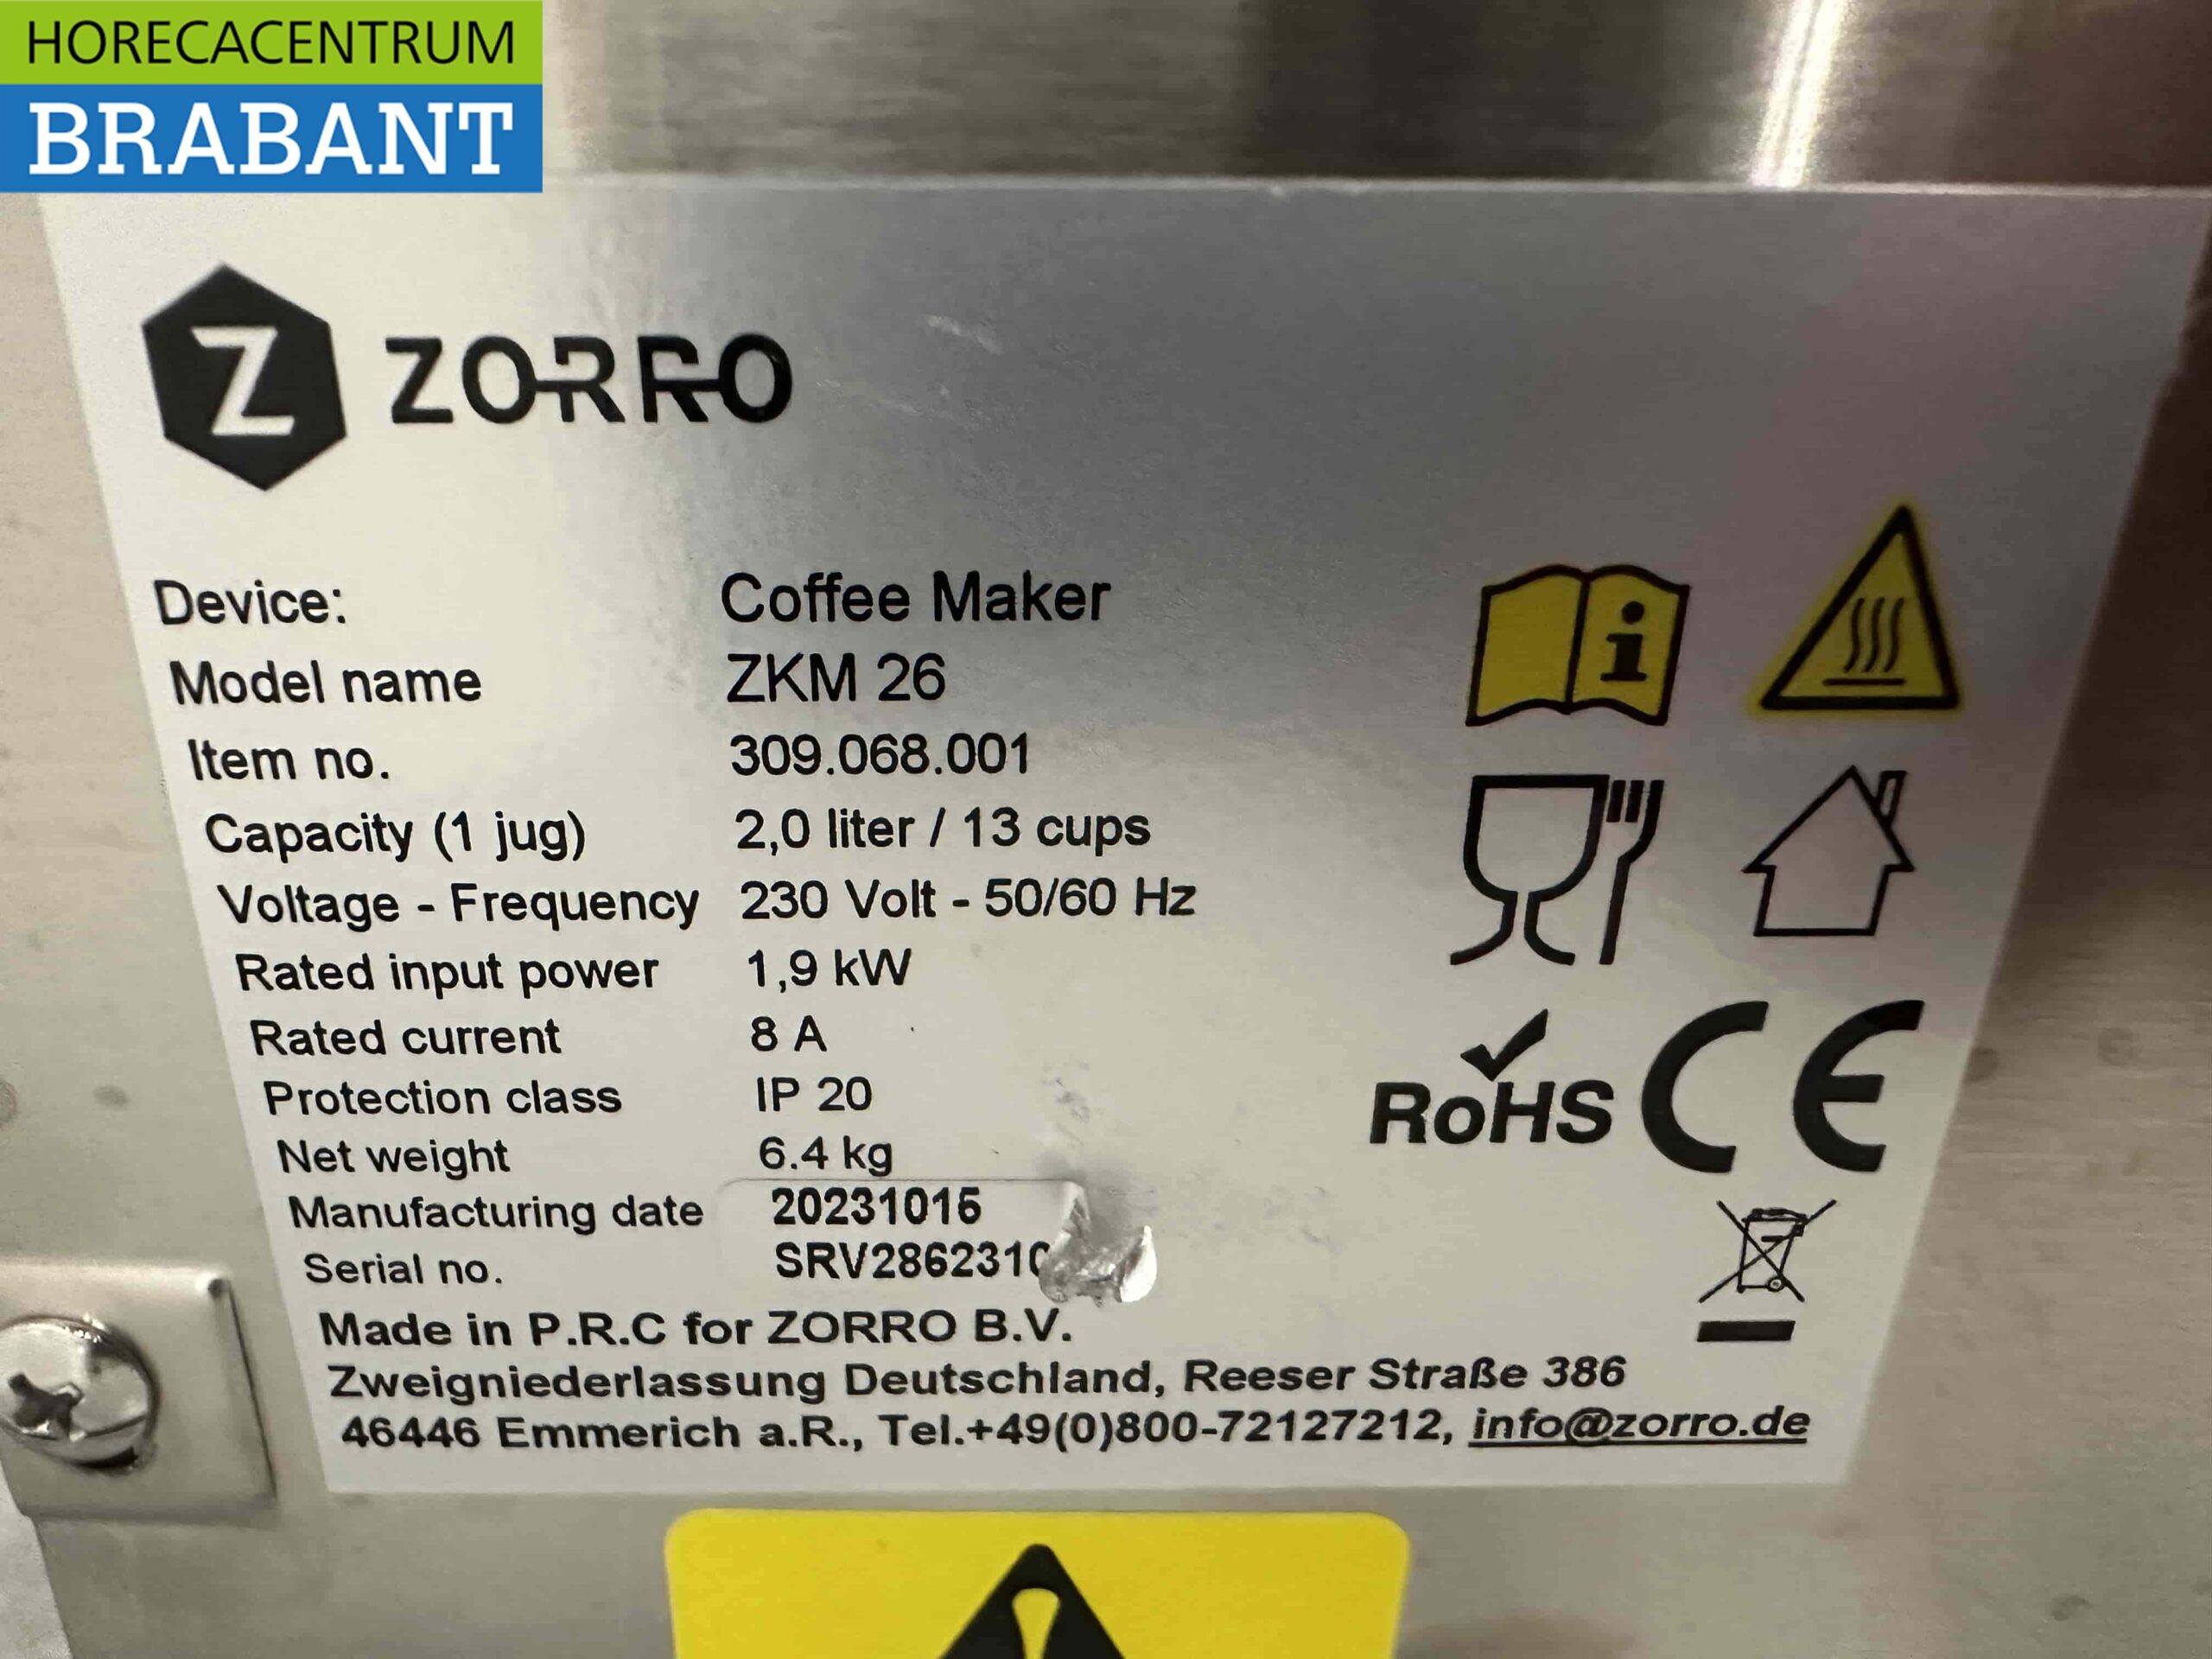 HORECACENTRUM
BRABANT
Z ZORRO
Device: Coffee Maker
Model name ZKM 26
Item no. 309.068.001
Capacity (1 jug) 2,0 liter / 13 cups
Voltage - Frequency 230 Volt - 50/60 Hz
Rated input power 1,9 kW
Rated current 8 A
Protection class IP 20
Net weight 6.4 kg
Manufacturing date 20231015
Serial no.
RoHS CE
Made in P.R.C for ZORRO B.V.
Zweigniederlassung Deutschland, Reeser Straße 386
46446 Emmerich a.R., Tel.+49(0)800-72127212, info@zorro.de